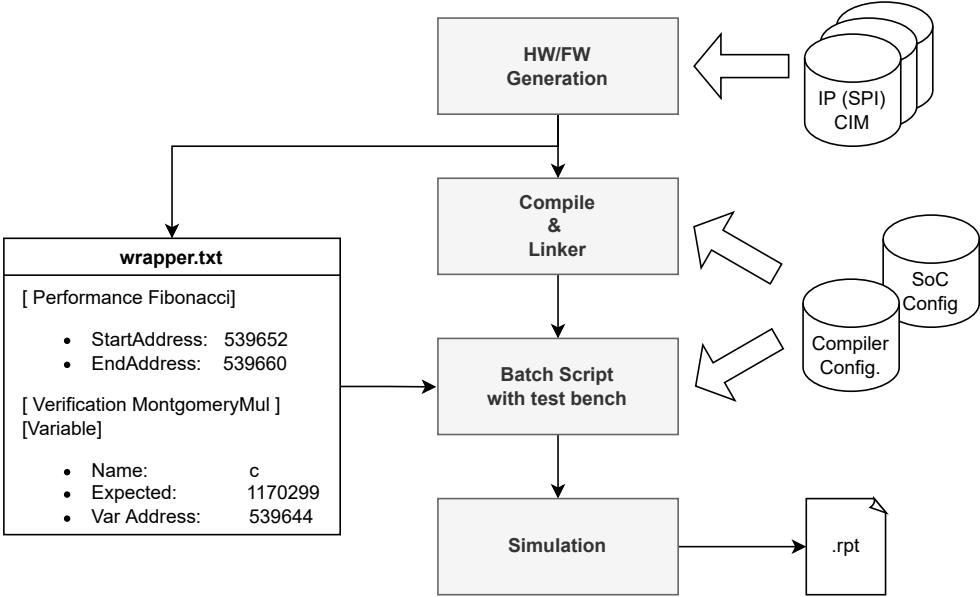 HW/FW
Generation
IP (SPI)
CIM
Compile
&
Linker
SoC
Config
Compiler
Config.
wrapper.txt
[ Performance Fibonacci]
• StartAddress: 539652
• EndAddress: 539660
[ Verification MontgomeryMul ]
[Variable]
• Name: c
• Expected: 1170299
• Var Address: 539644
Batch Script
with test bench
Simulation
.rpt